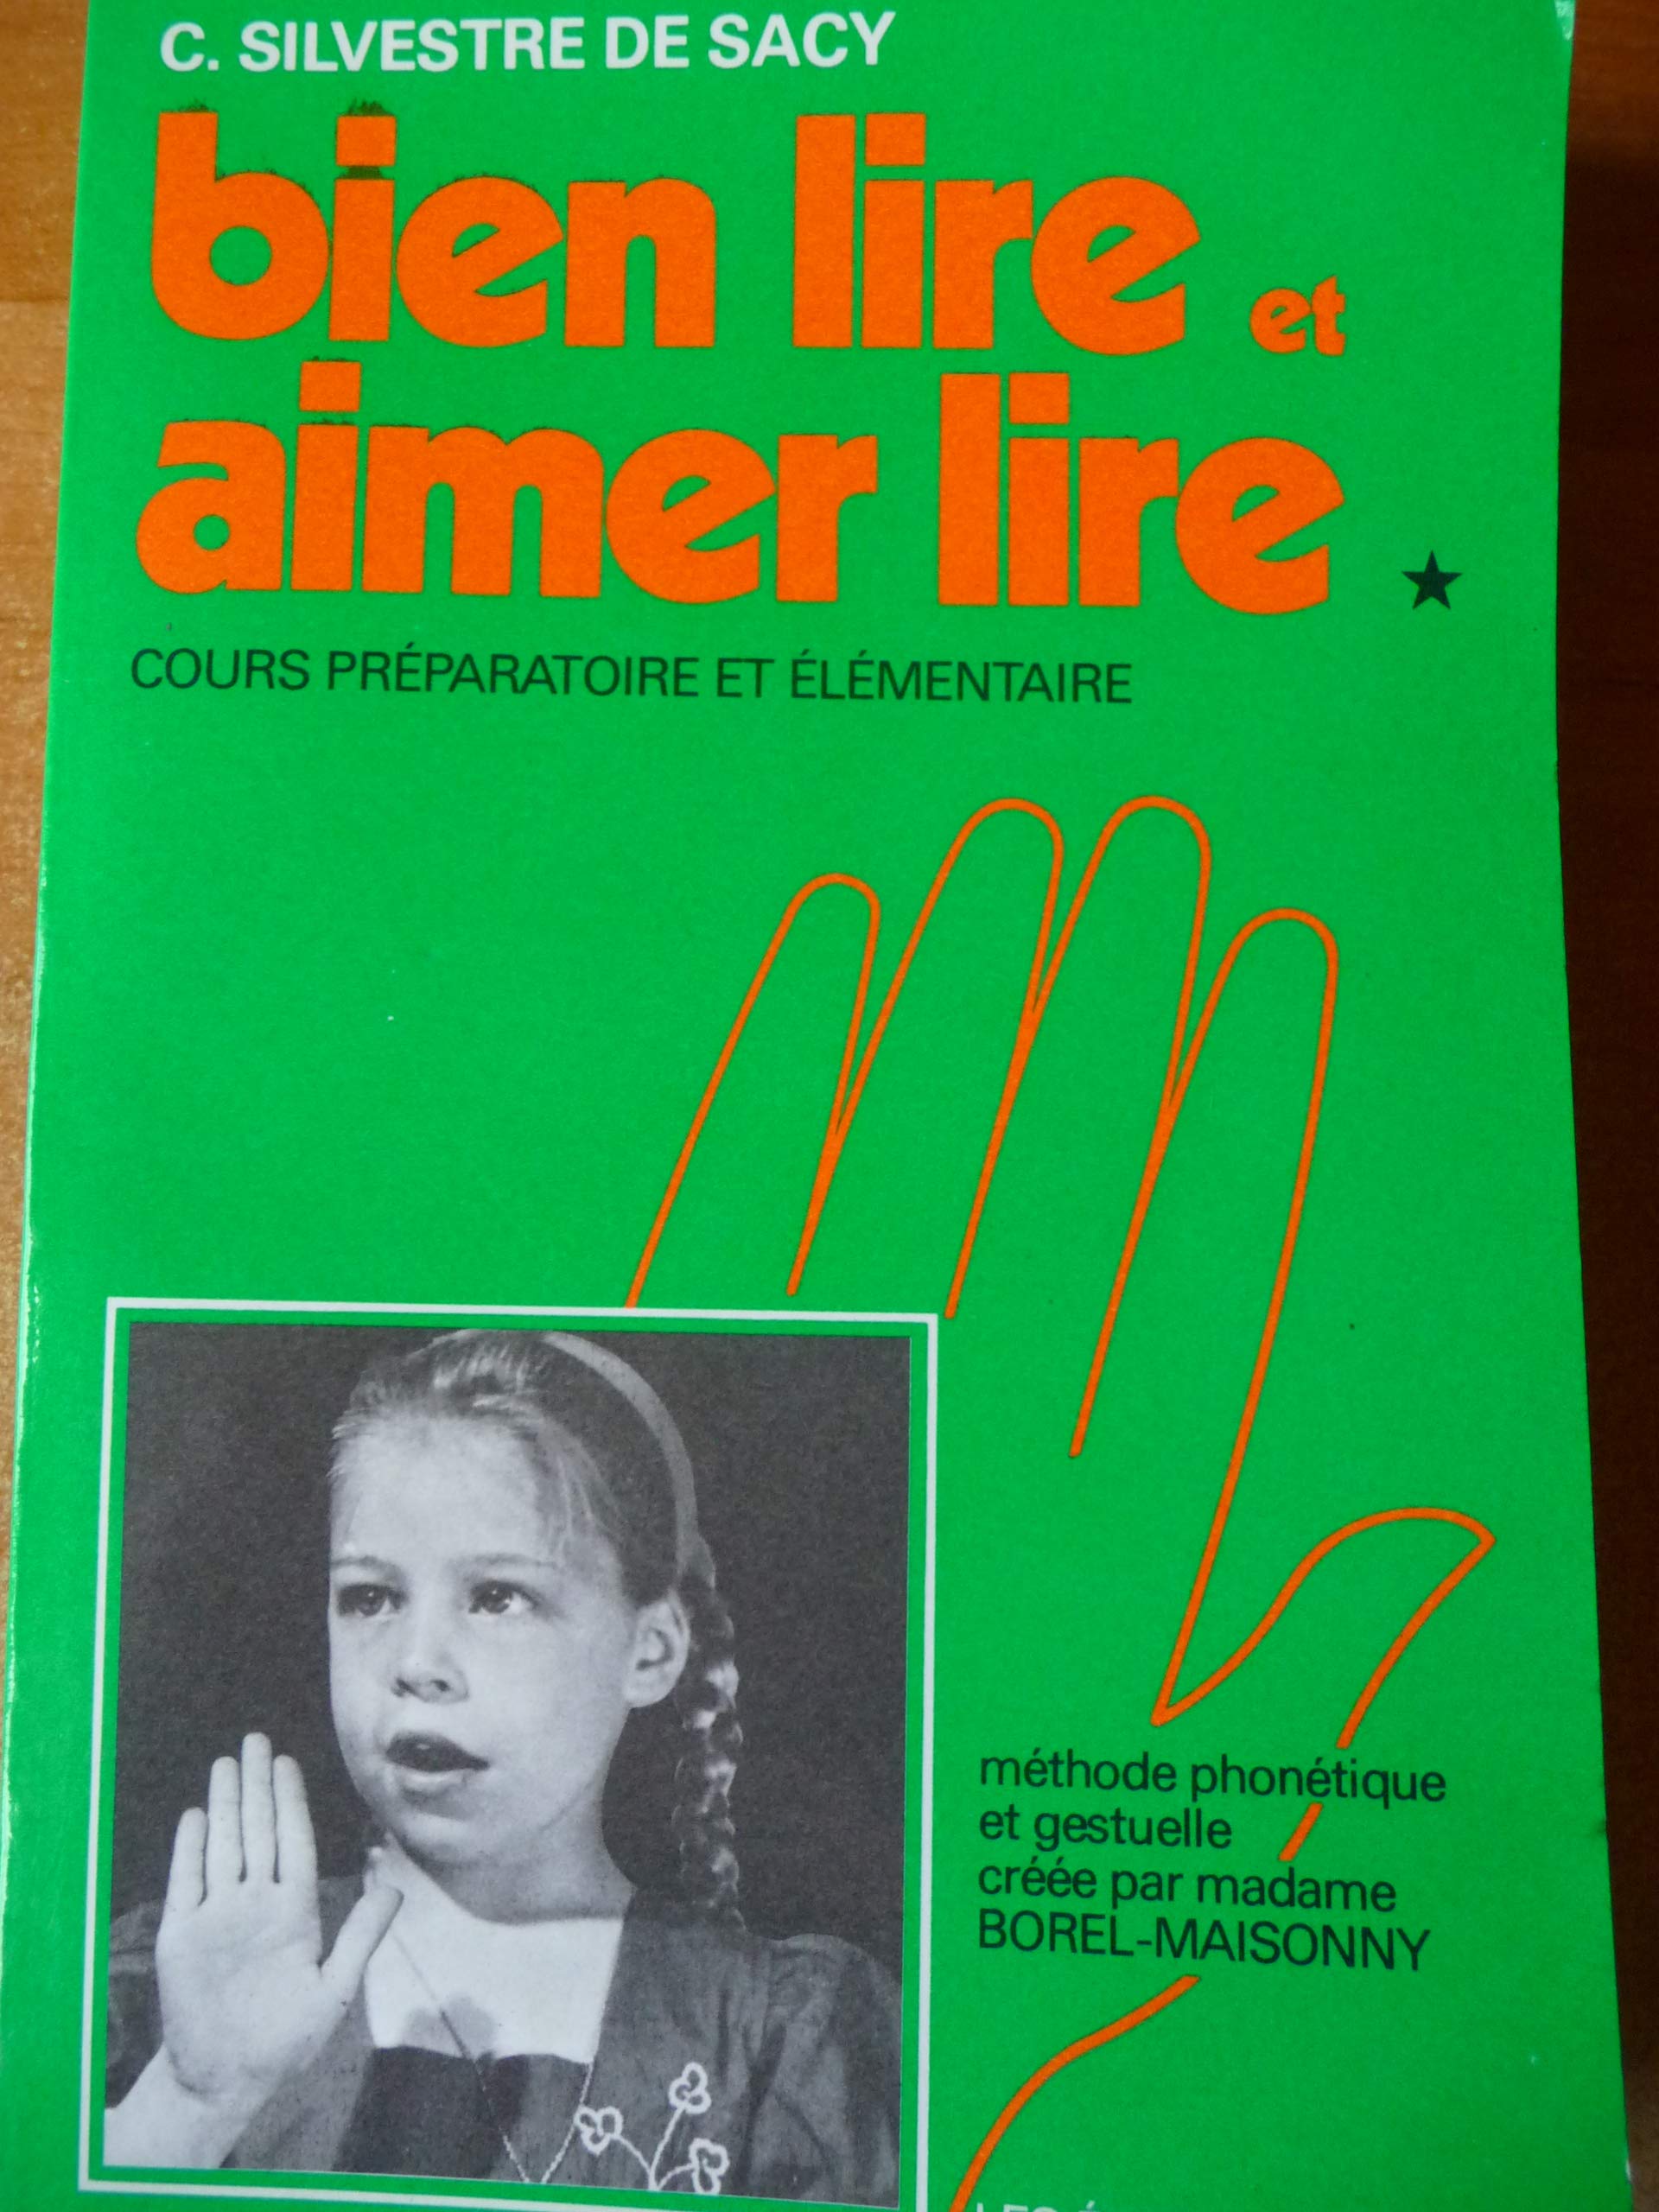 C. SILVESTRE DE SACY
bien lire et
aimer lire
COURS PRÉPARATOIRE ET ÉLÉMENTAIRE
méthode phonétique
et gestuelle
créée par madame
BOREL-MAISONNY